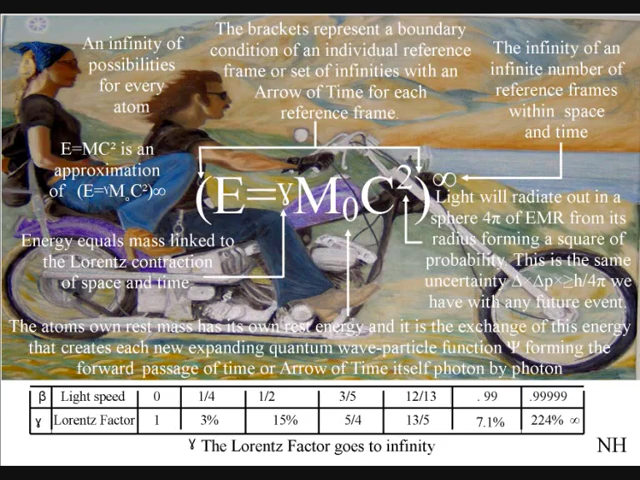 An infinity of
possibilities
for every
atom
The brackets represent a boundary
condition of an individual reference
frame or set of infinities with an
Arrow of Time for each
reference frame.
The infinity of an
infinite number of
reference frames
within space
and time
E=MC² is an
approximation
of (E=ˠM˳C²)∞
(E=ɣM₀C²)∞
Light will radiate out in a
sphere 4π of EMR from its
radius forming a square of
probability. This is the same
uncertainty Δ×Δp×≥h/4π we
have with any future event.
Energy equals mass linked to
the Lorentz contraction
of space and time
The atoms own rest mass has its own rest energy and it is the exchange of this energy
that creates each new expanding quantum wave-particle function Ψ forming the
forward passage of time or Arrow of Time itself photon by photon
β Light speed 0 1/4 1/2 3/5 12/13 . 99 .99999
ɣ Lorentz Factor 1 3% 15% 5/4 13/5 7.1% 224% ∞
ɣ The Lorentz Factor goes to infinity
NH